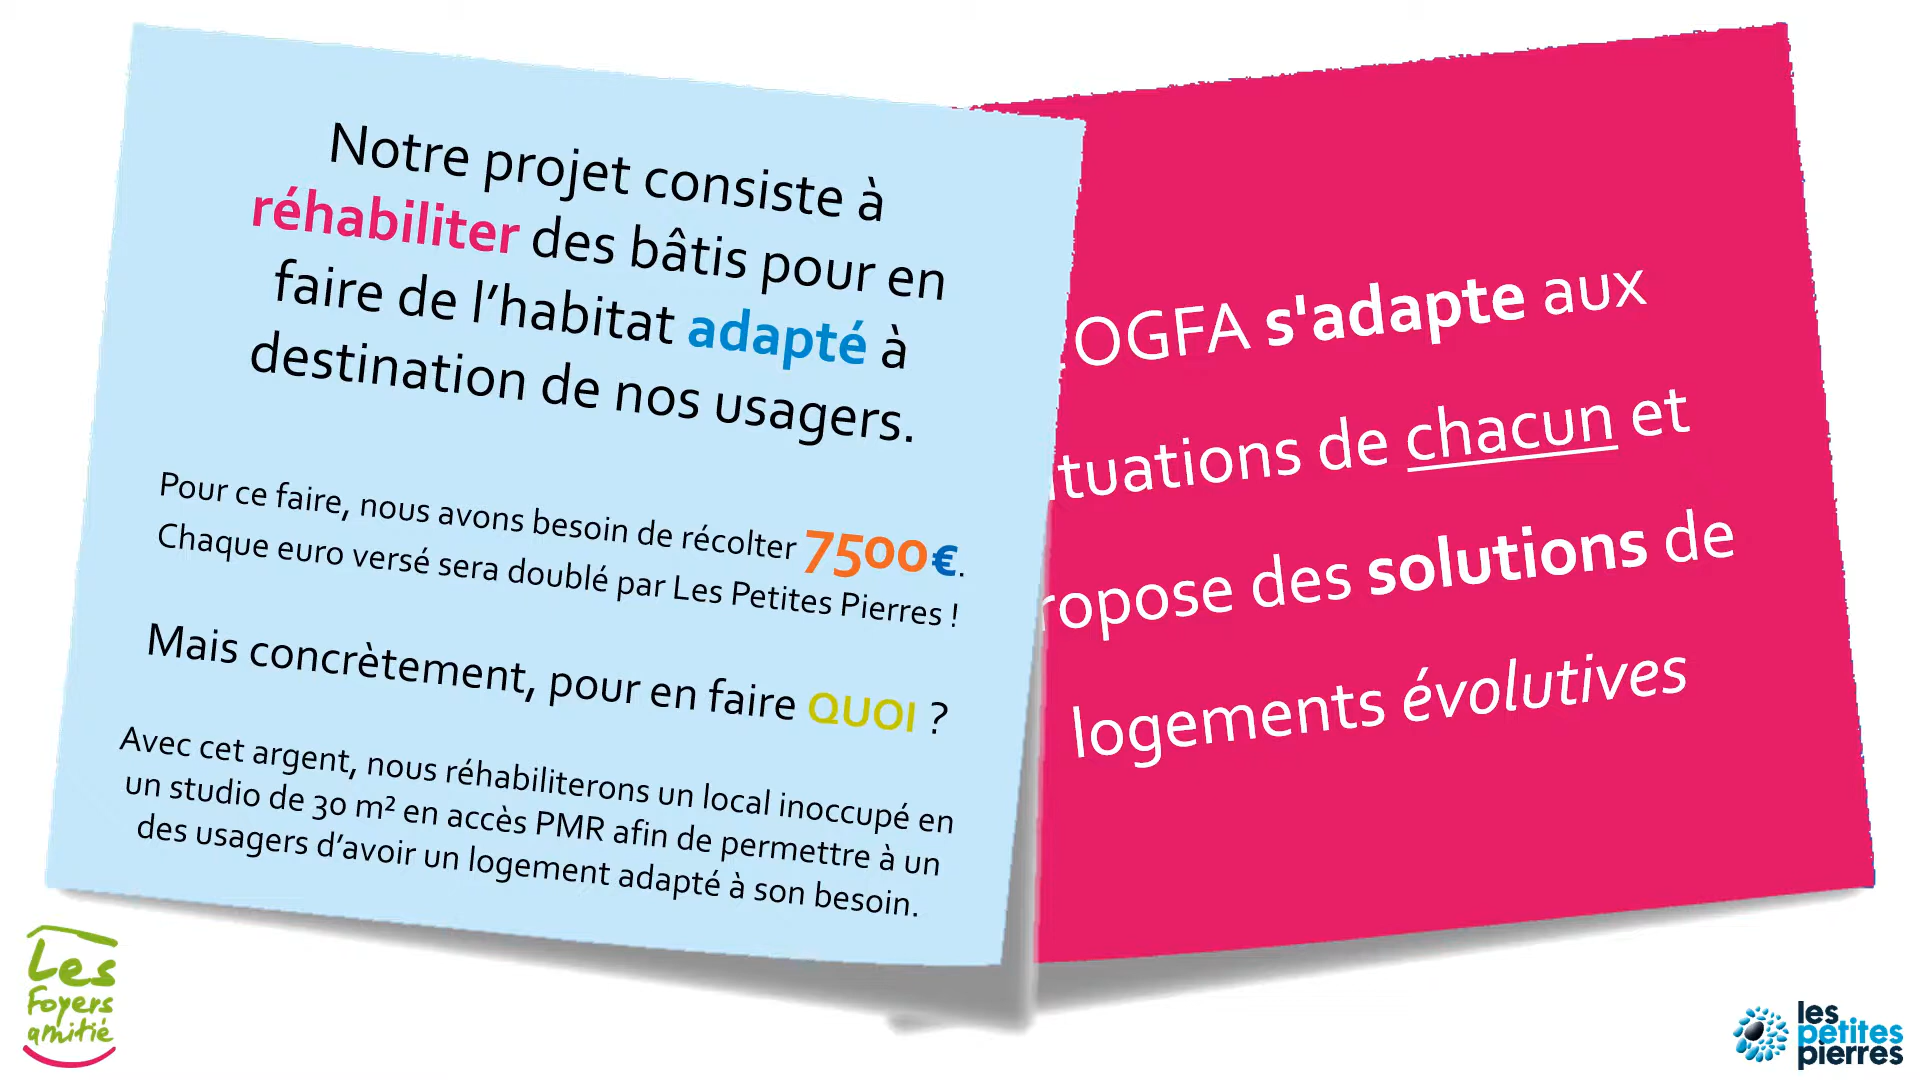 Notre projet consiste à
réhabiliter des bâtis pour en
faire de l’habitat adapté à
destination de nos usagers.
Pour ce faire, nous avons besoin de récolter 7500€.
Chaque euro versé sera doublé par Les Petites Pierres !
Mais concrètement, pour en faire QUOI ?
Avec cet argent, nous réhabiliterons un local inoccupé en
un studio de 30 m² en accès PMR afin de permettre à un
des usagers d’avoir un logement adapté à son besoin.
OGFA s'adapte aux
tuations de chacun et
ropose des solutions de
logements évolutives
Les
Foyers
amitié
les
petites
pierres